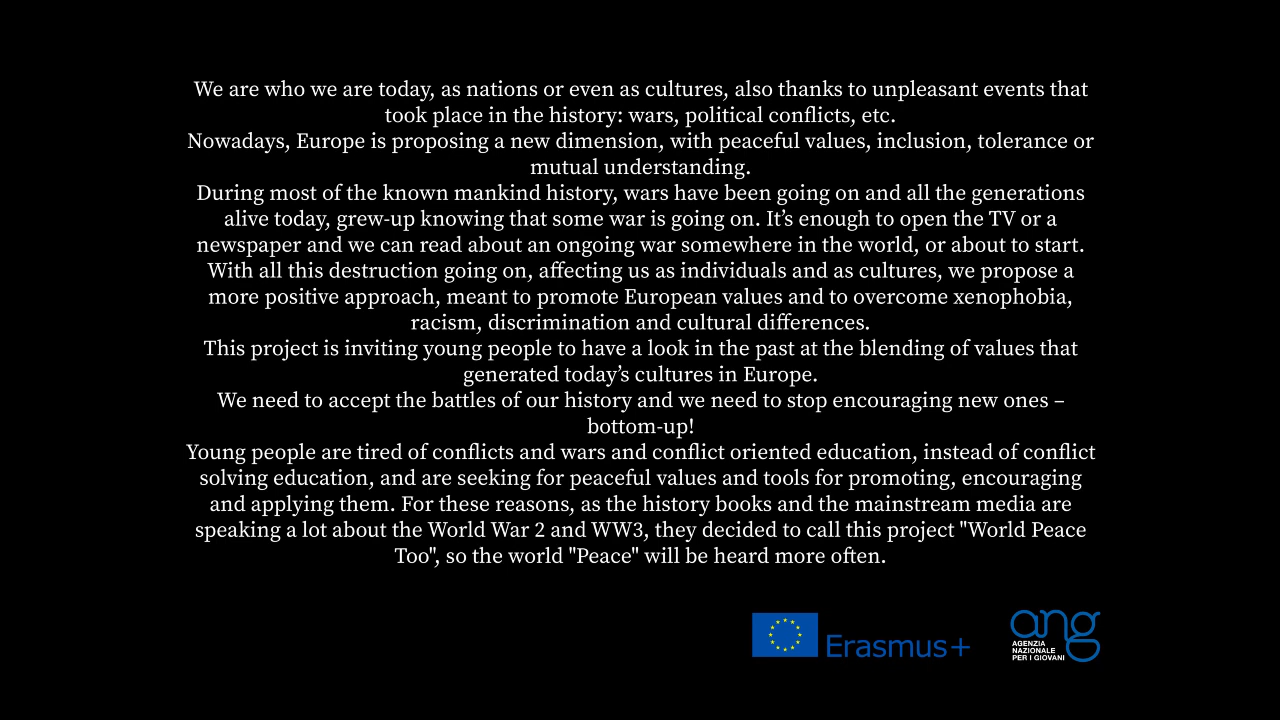 We are who we are today, as nations or even as cultures, also thanks to unpleasant events that
took place in the history: wars, political conflicts, etc.
Nowadays, Europe is proposing a new dimension, with peaceful values, inclusion, tolerance or
mutual understanding.
During most of the known mankind history, wars have been going on and all the generations
alive today, grew-up knowing that some war is going on. It’s enough to open the TV or a
newspaper and we can read about an ongoing war somewhere in the world, or about to start.
With all this destruction going on, affecting us as individuals and as cultures, we propose a
more positive approach, meant to promote European values and to overcome xenophobia,
racism, discrimination and cultural differences.
This project is inviting young people to have a look in the past at the blending of values that
generated today’s cultures in Europe.
We need to accept the battles of our history and we need to stop encouraging new ones –
bottom-up!
Young people are tired of conflicts and wars and conflict oriented education, instead of conflict
solving education, and are seeking for peaceful values and tools for promoting, encouraging
and applying them. For these reasons, as the history books and the mainstream media are
speaking a lot about the World War 2 and WW3, they decided to call this project "World Peace
Too", so the world "Peace" will be heard more often.
Erasmus+
ang
AGENZIA
NAZIONALE
PER I GIOVANI